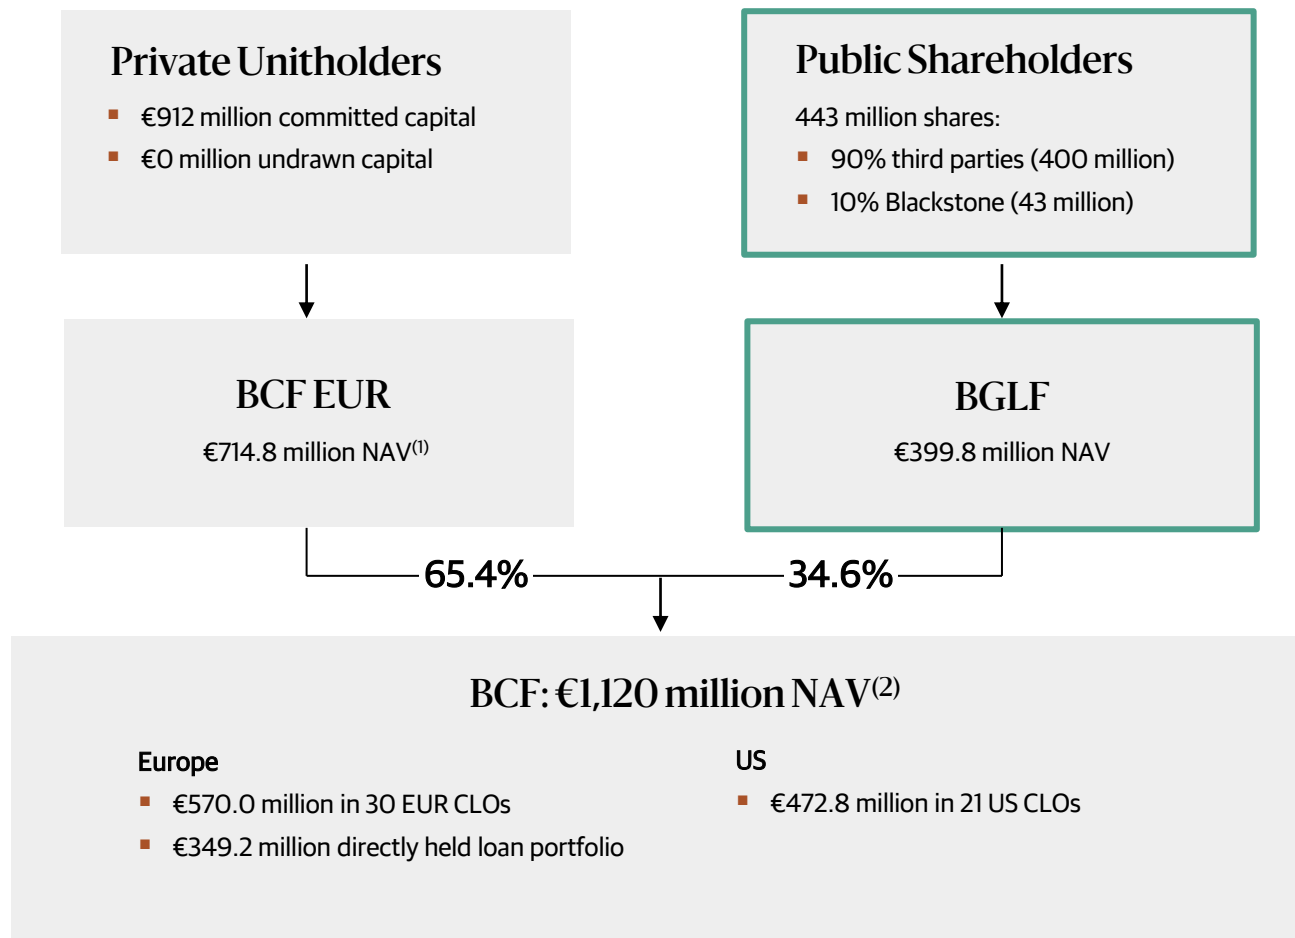 Private Unitholders
▪ €912 million committed capital
▪ €0 million undrawn capital
Public Shareholders
443 million shares:
▪ 90% third parties (400 million)
▪ 10% Blackstone (43 million)
BCF EUR
€714.8 million NAV(1)
BGLF
€399.8 million NAV
65.4%
34.6%
BCF: €1,120 million NAV(2)
Europe
▪ €570.0 million in 30 EUR CLOs
▪ €349.2 million directly held loan portfolio
US
▪ €472.8 million in 21 US CLOs